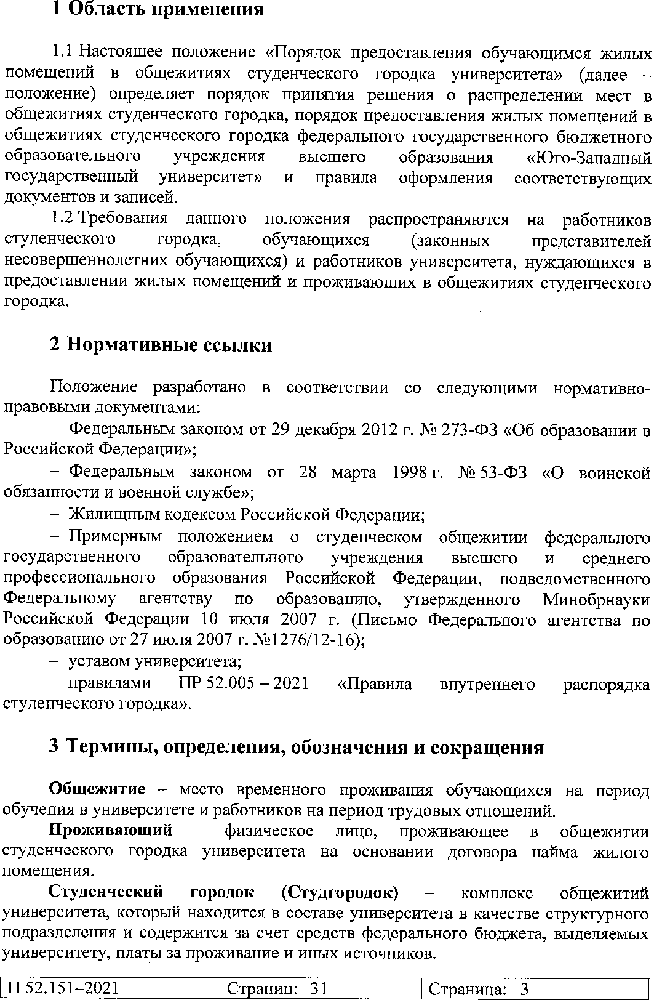 1 Область применения
1.1 Настоящее положение «Порядок предоставления обучающимся жилых
помещений в общежитиях студенческого городка университета» (далее –
положение) определяет порядок принятия решения о распределении мест в
общежитиях студенческого городка, порядок предоставления жилых помещений в
общежитиях студенческого городка федерального государственного бюджетного
образовательного учреждения высшего образования «Юго-Западный
государственный университет» и правила оформления соответствующих
документов и записей.
1.2 Требования данного положения распространяются на работников
студенческого городка, обучающихся (законных представителей
несовершеннолетних обучающихся) и работников университета, нуждающихся в
предоставлении жилых помещений и проживающих в общежитиях студенческого
городка.
2 Нормативные ссылки
Положение разработано в соответствии со следующими нормативно-
правовыми документами:
– Федеральным законом от 29 декабря 2012 г. № 273-ФЗ «Об образовании в
Российской Федерации»;
– Федеральным законом от 28 марта 1998 г. № 53-ФЗ «О воинской
обязанности и военной службе»;
– Жилищным кодексом Российской Федерации;
– Примерным положением о студенческом общежитии федерального
государственного образовательного учреждения высшего и среднего
профессионального образования Российской Федерации, подведомственного
Федеральному агентству по образованию, утвержденного Минобрнауки
Российской Федерации 10 июля 2007 г. (Письмо Федерального агентства по
образованию от 27 июля 2007 г. №1276/12-16);
– уставом университета;
– правилами ПР 52.005 – 2021 «Правила внутреннего распорядка
студенческого городка».
3 Термины, определения, обозначения и сокращения
Общежитие – место временного проживания обучающихся на период
обучения в университете и работников на период трудовых отношений.
Проживающий – физическое лицо, проживающее в общежитии
студенческого городка университета на основании договора найма жилого
помещения.
Студенческий городок (Студгородок) – комплекс общежитий
университета, который находится в составе университета в качестве структурного
подразделения и содержится за счет средств федерального бюджета, выделяемых
университету, платы за проживание и иных источников.
П 52.151–2021 Страниц: 31 Страница: 3